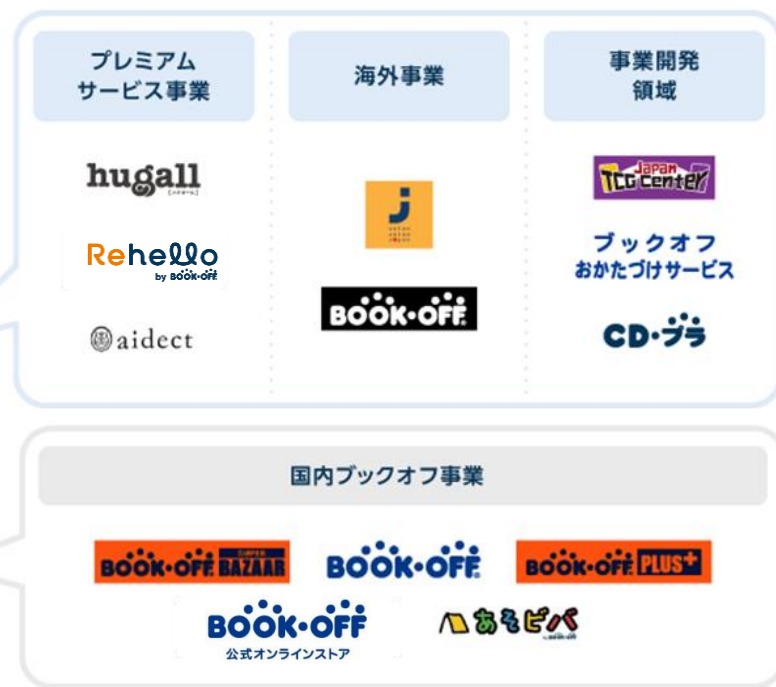 プレミアム
サービス事業
hugall
Rehello
by BOOK・OFF
aidect
海外事業
J
BOOK・OFF
事業開発
領域
Japan
TCG Center
ブックオフ
おかたづけサービス
CD・プラ
国内ブックオフ事業
BOOK・OFF SUPER BAZAAR
BOOK・OFF
BOOK・OFF PLUS+
BOOK・OFF
公式オンラインストア
あそビバ